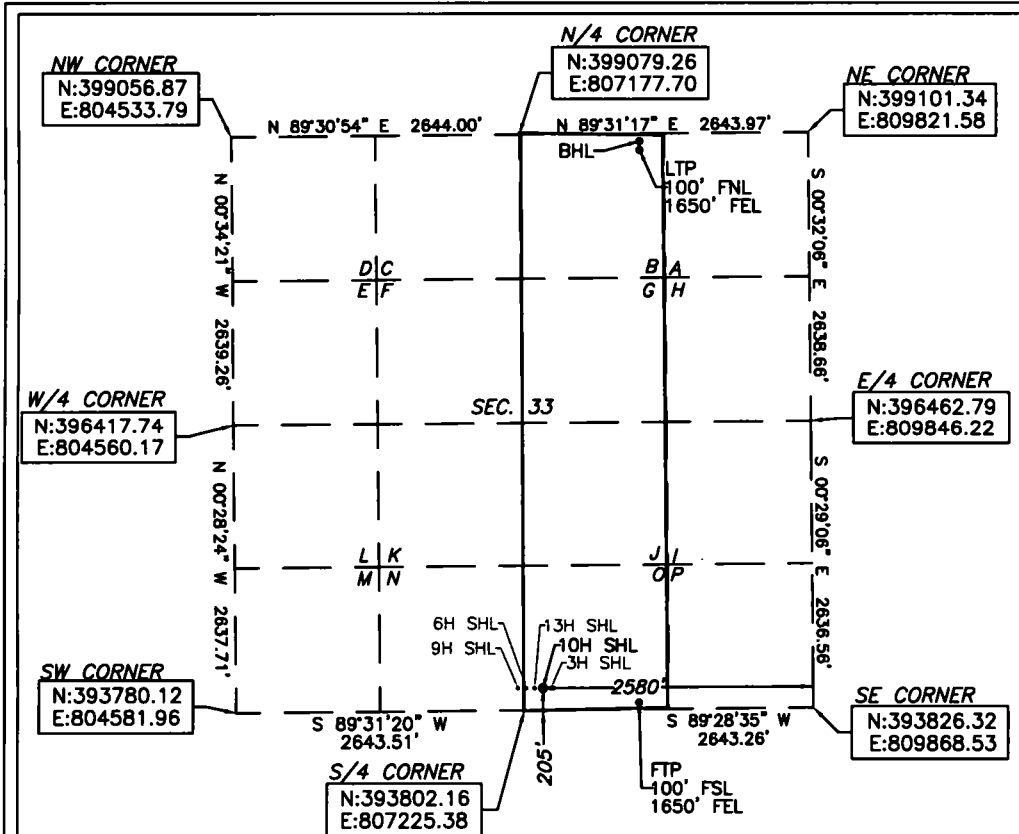 N/4 CORNER
N:399079.26
E:807177.70
NW CORNER
N:399056.87
E:804533.79
NE CORNER
N:399101.34
E:809821.58
N 89°30'54" E 2644.00'
N 89°31'17" E 2643.97'
BHL
LTP
100' FNL
1650' FEL
N 00°34'21" W 2639.26'
S 00°32'06" E 2638.66'
D C
E F
B A
G H
W/4 CORNER
N:396417.74
E:804560.17
SEC. 33
E/4 CORNER
N:396462.79
E:809846.22
N 00°28'24" W 2637.71'
S 00°29'06" E 2636.56'
L K
M N
J I
O P
6H SHL
13H SHL
9H SHL
10H SHL
3H SHL
2580'
SW CORNER
N:393780.12
E:804581.96
S 89°31'20" W
2643.51'
205'
S 89°28'35" W
2643.26'
SE CORNER
N:393826.32
E:809868.53
S/4 CORNER
N:393802.16
E:807225.38
FTP
100' FSL
1650' FEL